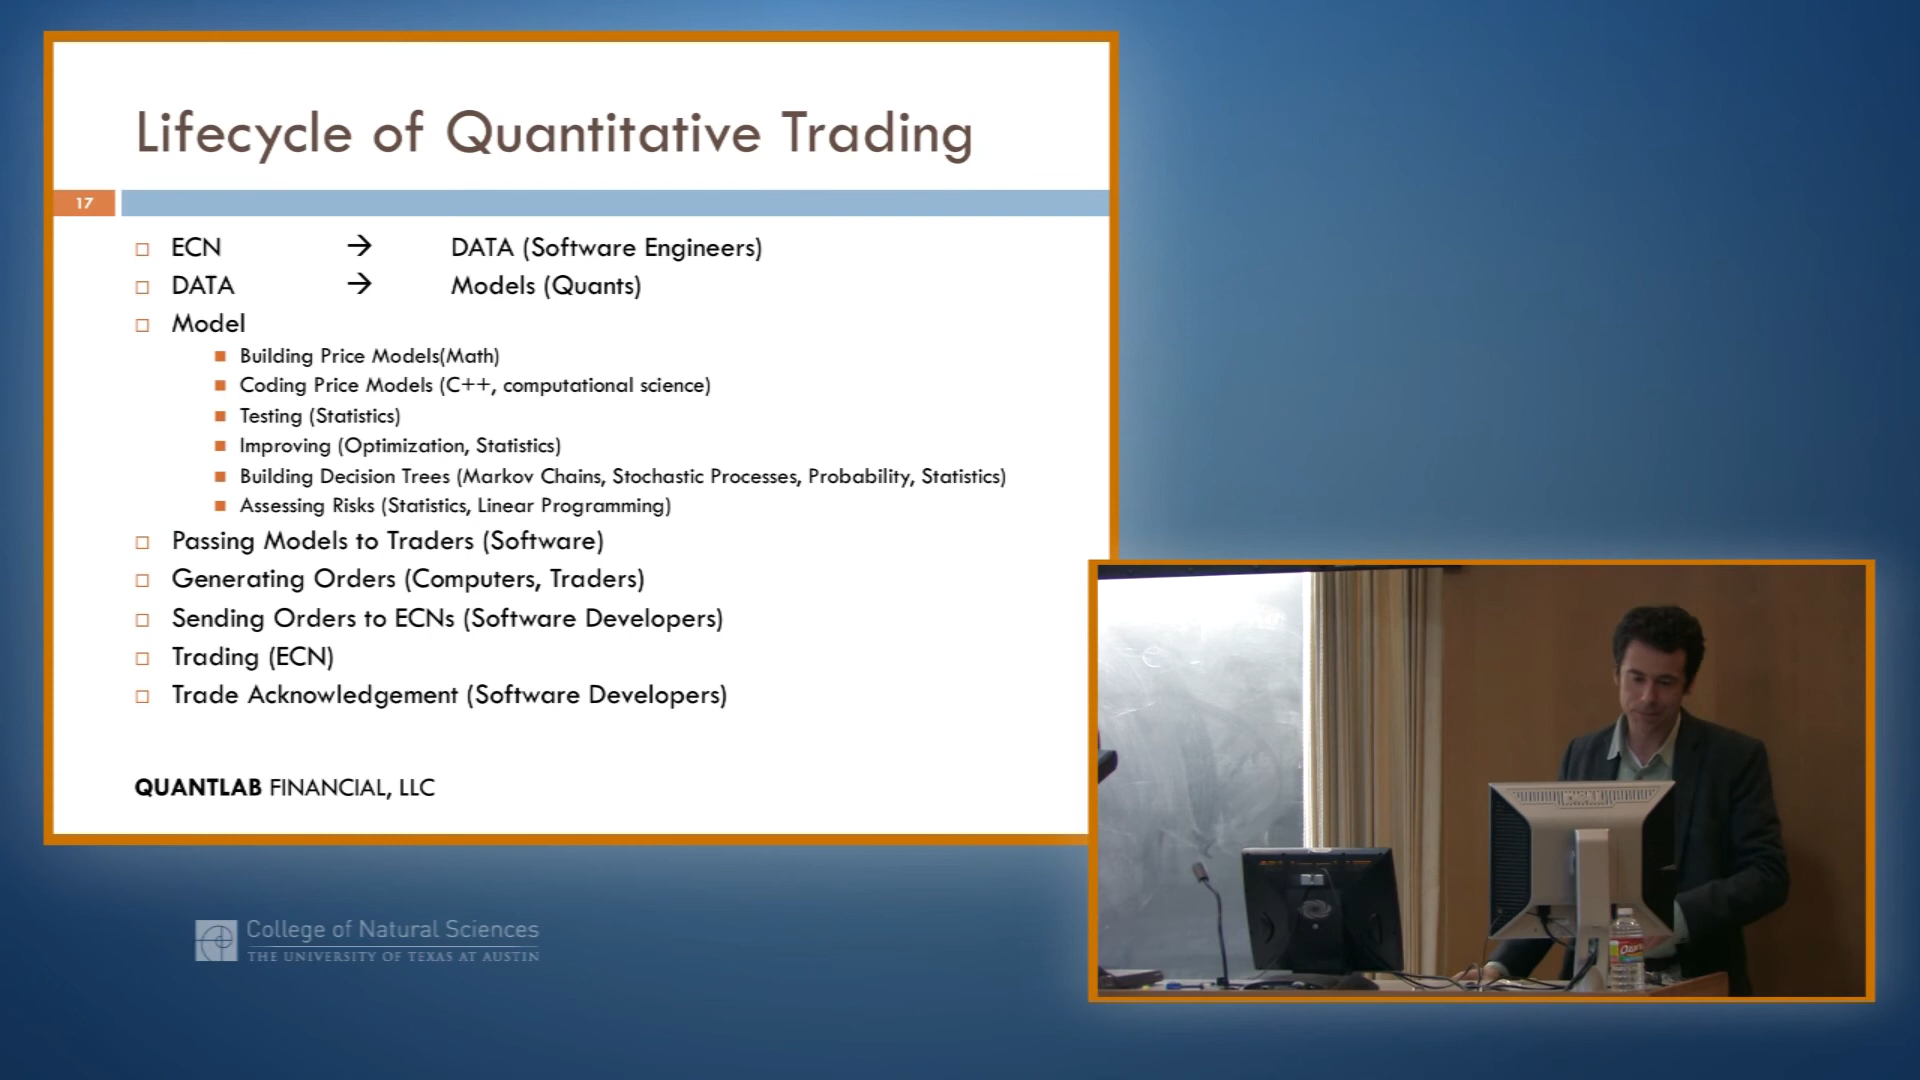 Lifecycle of Quantitative Trading
17
ECN → DATA (Software Engineers)
DATA → Models (Quants)
Model
Building Price Models(Math)
Coding Price Models (C++, computational science)
Testing (Statistics)
Improving (Optimization, Statistics)
Building Decision Trees (Markov Chains, Stochastic Processes, Probability, Statistics)
Assessing Risks (Statistics, Linear Programming)
Passing Models to Traders (Software)
Generating Orders (Computers, Traders)
Sending Orders to ECNs (Software Developers)
Trading (ECN)
Trade Acknowledgement (Software Developers)
QUANTLAB FINANCIAL, LLC
College of Natural Sciences
THE UNIVERSITY OF TEXAS AT AUSTIN